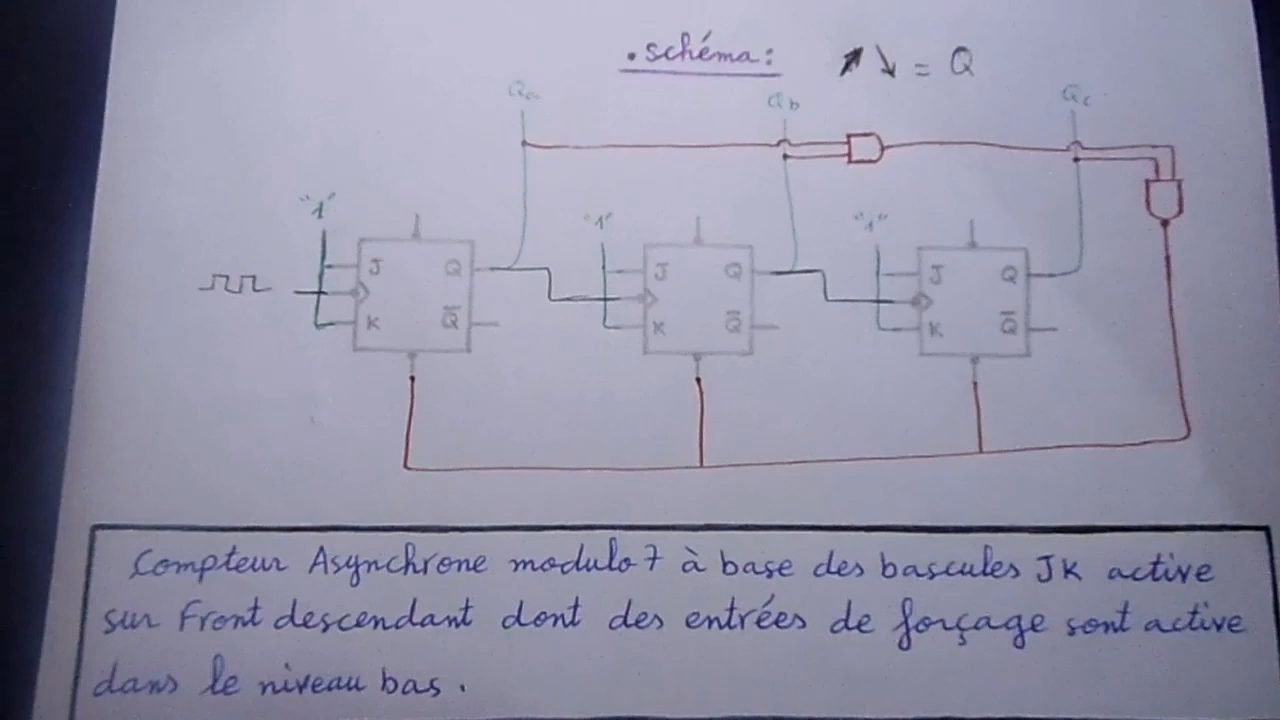 . schéma: = Q
Qa Qb Qc
"1" "1" "1"
J Q J Q J Q
K Q̅ K Q̅ K Q̅
Compteur Asynchrone modulo 7 à base des bascules JK active
sur Front descendant dont des entrées de forçage sont active
dans le niveau bas.